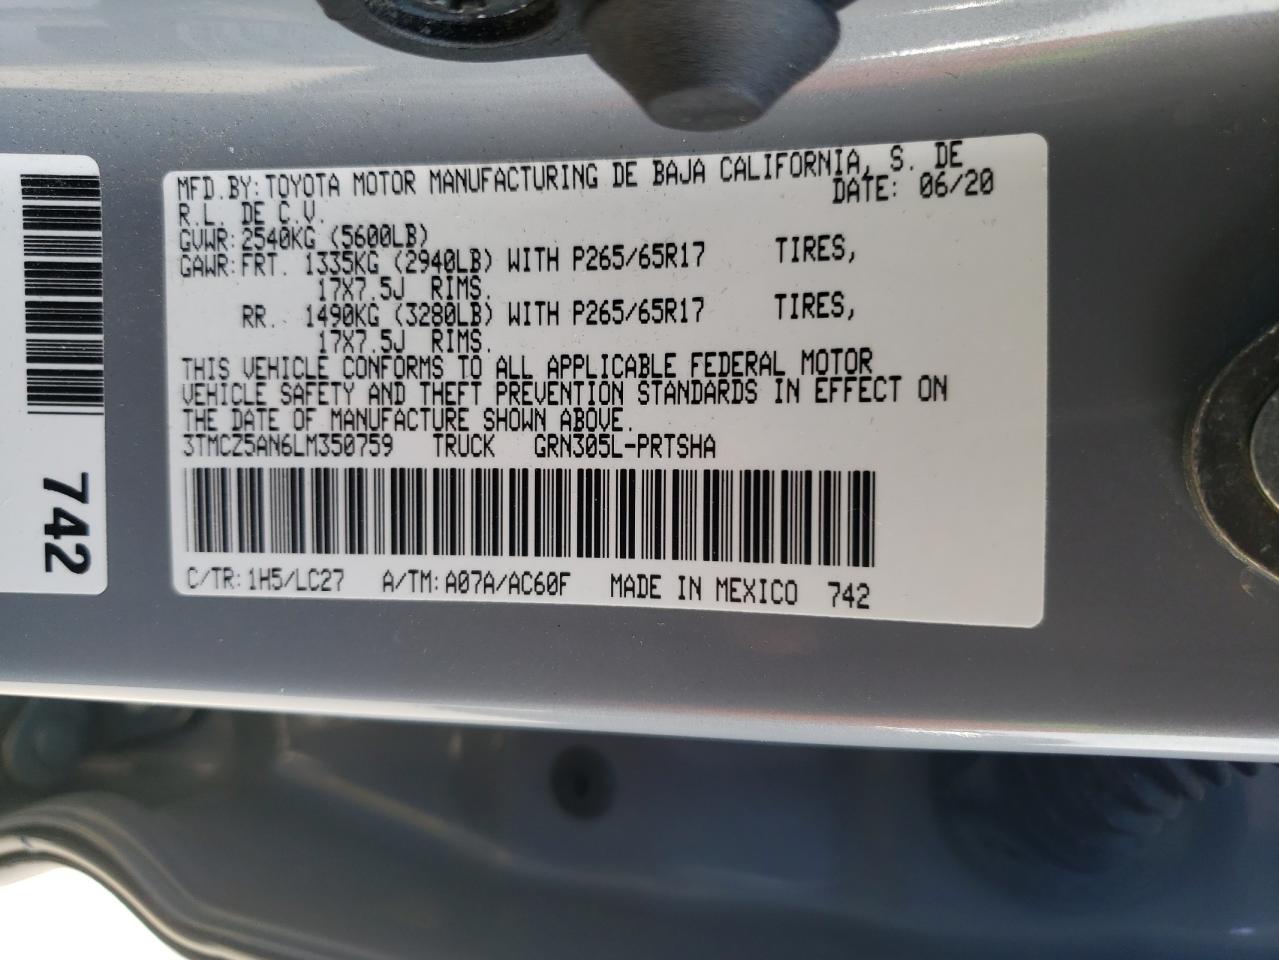 MFD.BY:TOYOTA MOTOR MANUFACTURING DE BAJA CALIFORNIA, S. DE
R.L. DE C.V. DATE: 06/20
GVWR:2540KG (5600LB)
GAWR:FRT. 1335KG (2940LB) WITH P265/65R17 TIRES,
17X7.5J RIMS.
RR. 1490KG (3280LB) WITH P265/65R17 TIRES,
17X7.5J RIMS.
THIS VEHICLE CONFORMS TO ALL APPLICABLE FEDERAL MOTOR
VEHICLE SAFETY AND THEFT PREVENTION STANDARDS IN EFFECT ON
THE DATE OF MANUFACTURE SHOWN ABOVE.
3TMCZ5AN6LM350759 TRUCK GRN305L-PRTSHA
C/TR:1H5/LC27 A/TM:A07A/AC60F MADE IN MEXICO 742
742